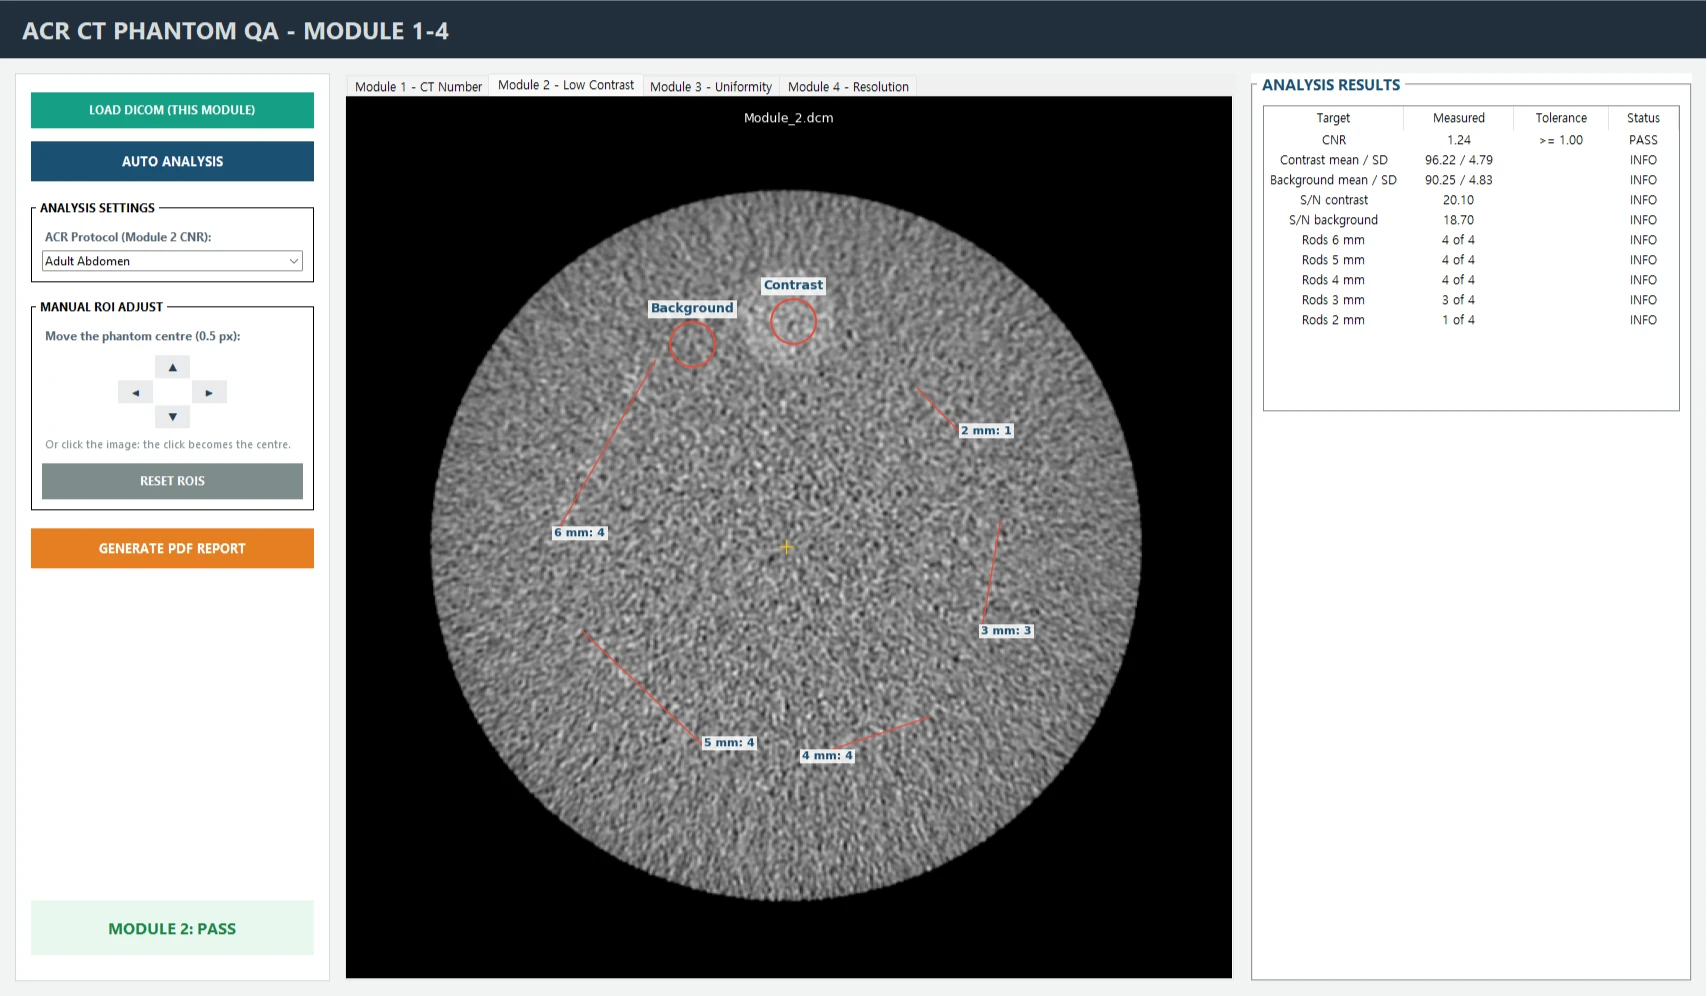 ACR CT PHANTOM QA - MODULE 1-4
LOAD DICOM (THIS MODULE)
AUTO ANALYSIS
ANALYSIS SETTINGS
ACR Protocol (Module 2 CNR):
Adult Abdomen
MANUAL ROI ADJUST
Move the phantom centre (0.5 px):
Or click the image: the click becomes the centre.
RESET ROIS
GENERATE PDF REPORT
MODULE 2: PASS
Module 1 - CT Number Module 2 - Low Contrast Module 3 - Uniformity Module 4 - Resolution
Module_2.dcm
Contrast
Background
2 mm: 1
6 mm: 4
3 mm: 3
5 mm: 4
4 mm: 4
ANALYSIS RESULTS
Target Measured Tolerance Status
CNR 1.24 >= 1.00 PASS
Contrast mean / SD 96.22 / 4.79 INFO
Background mean / SD 90.25 / 4.83 INFO
S/N contrast 20.10 INFO
S/N background 18.70 INFO
Rods 6 mm 4 of 4 INFO
Rods 5 mm 4 of 4 INFO
Rods 4 mm 4 of 4 INFO
Rods 3 mm 3 of 4 INFO
Rods 2 mm 1 of 4 INFO